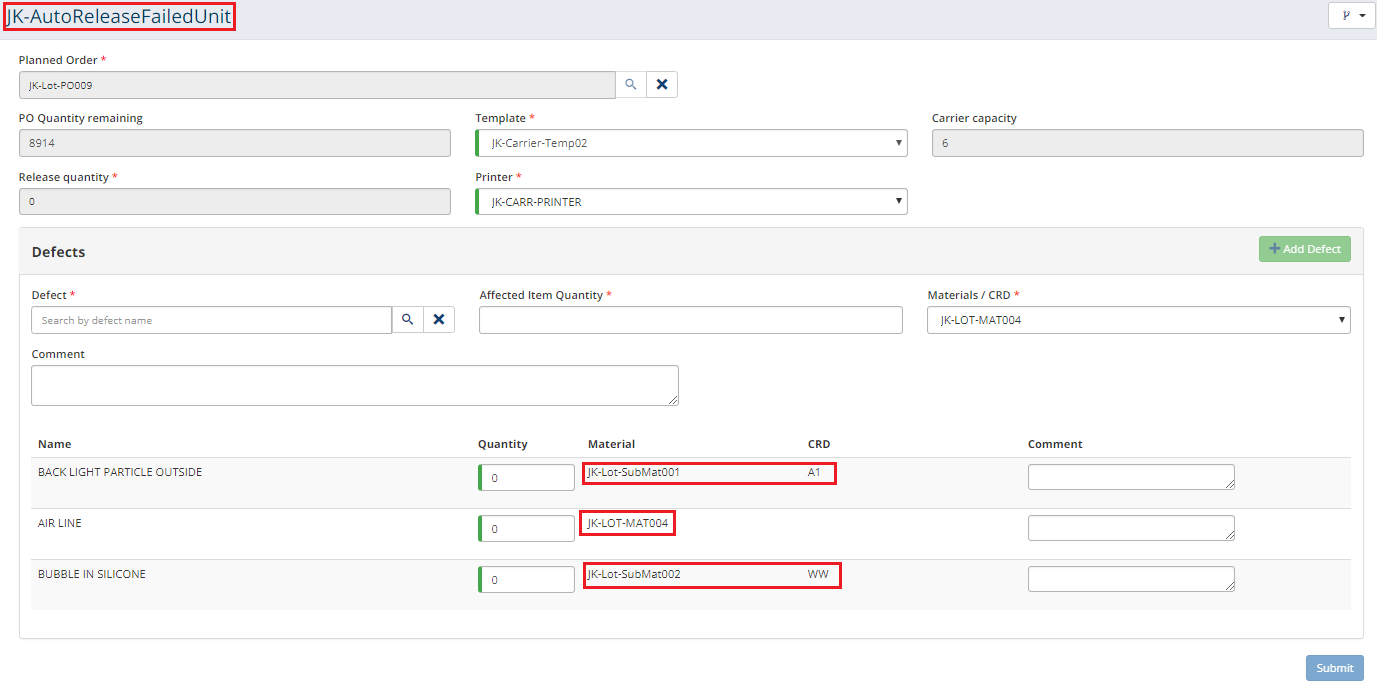 JK-AutoReleaseFailedUnit
Planned Order *
JK-Lot-PO009
PO Quantity remaining
Template *
Carrier capacity
8914
JK-Carrier-Temp02
6
Release quantity *
Printer *
0
JK-CARR-PRINTER
Defects
Add Defect
Defect *
Affected Item Quantity *
Materials / CRD *
Search by defect name
JK-LOT-MAT004
Comment
Name Quantity Material CRD Comment
BACK LIGHT PARTICLE OUTSIDE 0 JK-Lot-SubMat001 A1
AIR LINE 0 JK-LOT-MAT004
BUBBLE IN SILICONE 0 JK-Lot-SubMat002 WW
Submit